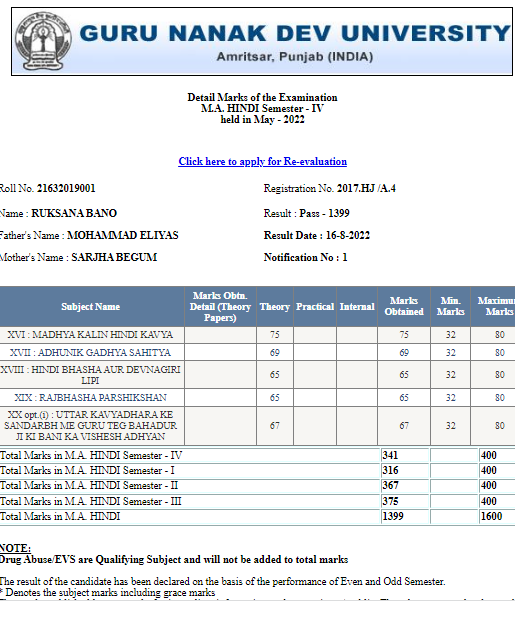 GURU NANAK DEV UNIVERSITY
Amritsar, Punjab (INDIA)
Detail Marks of the Examination
M.A. HINDI Semester - IV
held in May - 2022
Click here to apply for Re-evaluation
Roll No. 21632019001 Registration No. 2017.HJ /A.4
Name : RUKSANA BANO Result : Pass - 1399
Father's Name : MOHAMMAD ELIYAS Result Date : 16-8-2022
Mother's Name : SARJHA BEGUM Notification No : 1
Subject Name Marks Obtn. Detail (Theory Papers) Theory Practical Internal Marks Obtained Min. Marks Maximum Marks
XVI : MADHYA KALIN HINDI KAVYA 75 75 32 80
XVII : ADHUNIK GADHYA SAHITYA 69 69 32 80
XVIII : HINDI BHASHA AUR DEVNAGIRI
LIPI 65 65 32 80
XIX : RAJBHASHA PARSHIKSHAN 65 65 32 80
XX opt.(i) : UTTAR KAVYADHARA KE
SANDARBH ME GURU TEG BAHADUR
JI KI BANI KA VISHESH ADHYAN 67 67 32 80
Total Marks in M.A. HINDI Semester - IV 341 400
Total Marks in M.A. HINDI Semester - I 316 400
Total Marks in M.A. HINDI Semester - II 367 400
Total Marks in M.A. HINDI Semester - III 375 400
Total Marks in M.A. HINDI 1399 1600
NOTE:
Drug Abuse/EVS are Qualifying Subject and will not be added to total marks
The result of the candidate has been declared on the basis of the performance of Even and Odd Semester.
* Denotes the subject marks including grace marks